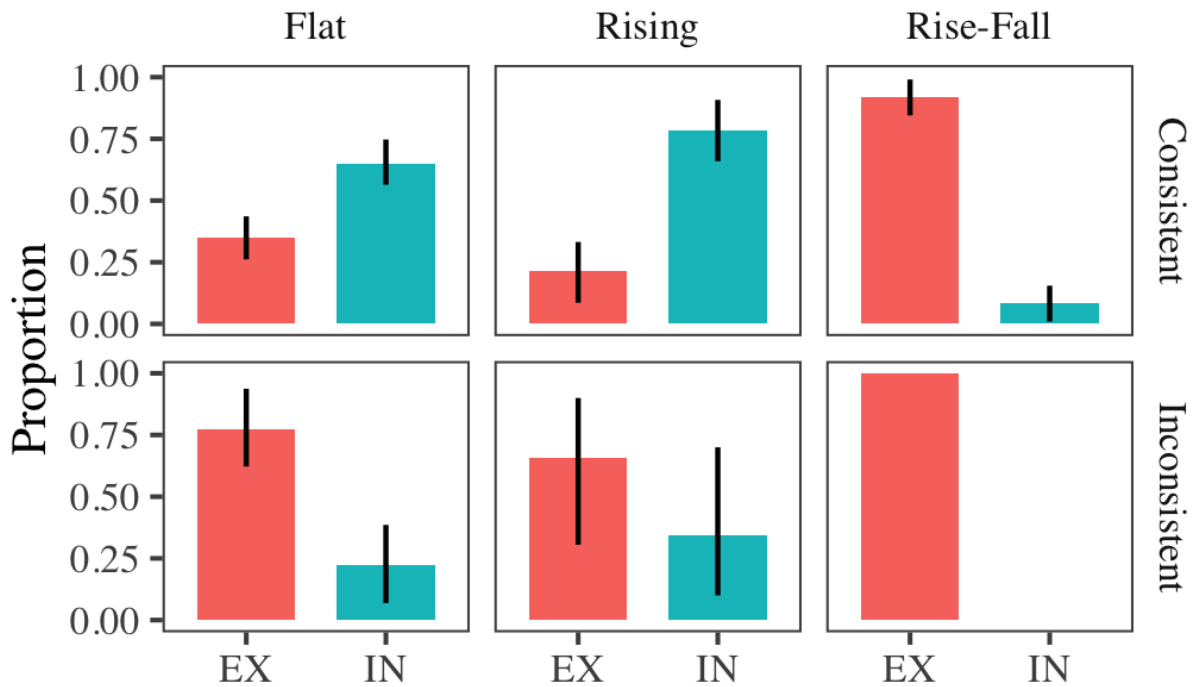 Flat
Rising
Rise-Fall
Proportion
1.00
0.75
0.50
0.25
0.00
Consistent
1.00
0.75
0.50
0.25
0.00
Inconsistent
EX
IN
EX
IN
EX
IN